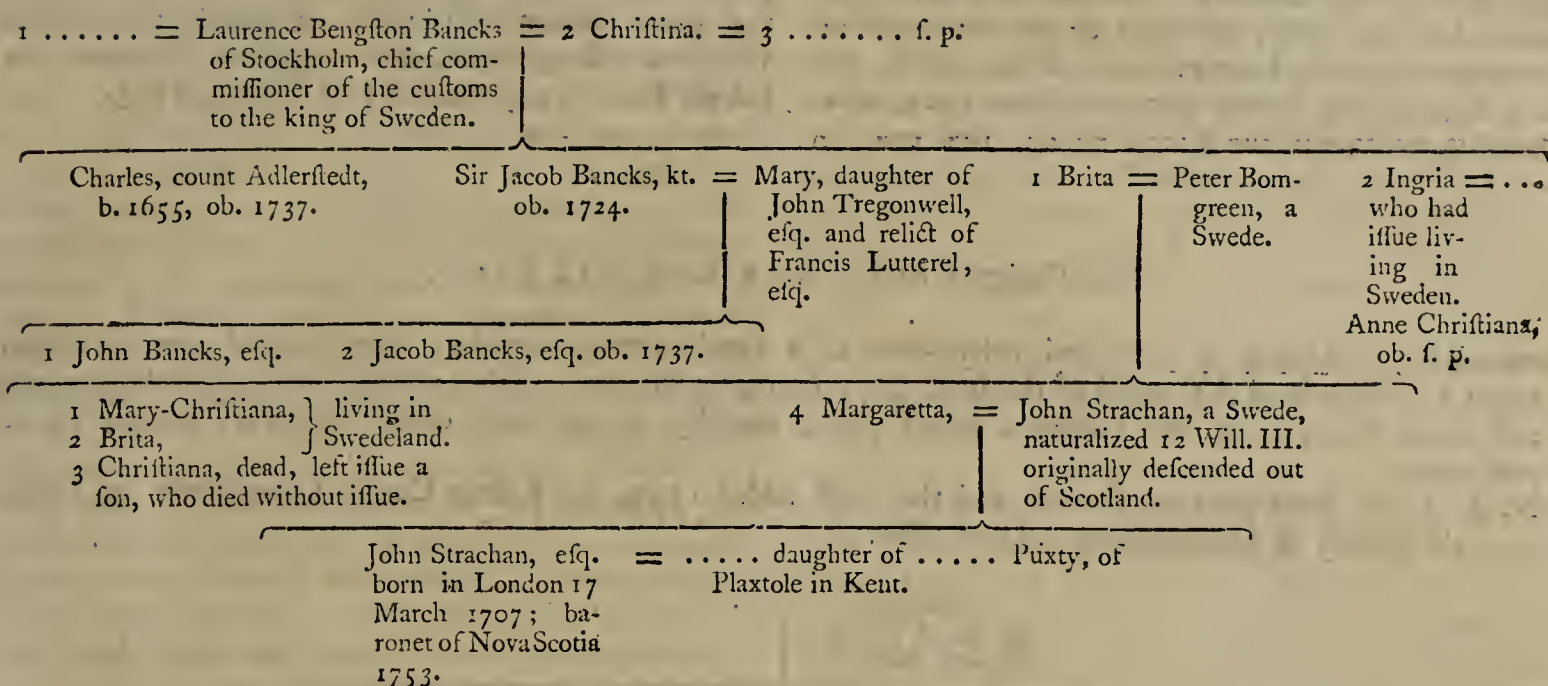 1 ...... = Laurence Bengſton Bancks = 2 Chriſtina. = 3 ....... ſ. p.
of Stockholm, chief com-
miſſioner of the cuſtoms
to the king of Sweden.
Charles, count Adlerſtedt,
b. 1655, ob. 1737.
Sir Jacob Bancks, kt. =
ob. 1724.
Mary, daughter of
John Tregonwell,
eſq. and relict of
Francis Lutterel,
eſq.
1 Brita =
Peter Bom-
green, a
Swede.
2 Ingria = ...
who had
iſſue liv-
ing in
Sweden.
Anne Chriſtiana,
ob. ſ. p.
1 John Bancks, eſq. 2 Jacob Bancks, eſq. ob. 1737.
1 Mary-Chriſtiana, } living in
2 Brita, } Swedeland.
3 Chriſtiana, dead, left iſſue a
ſon, who died without iſſue.
4 Margaretta, =
John Strachan, a Swede,
naturalized 12 Will. III.
originally deſcended out
of Scotland.
John Strachan, eſq. =
born in London 17
March 1707; ba-
ronet of Nova Scotia
1753.
..... daughter of ..... Puxty, of
Plaxtole in Kent.